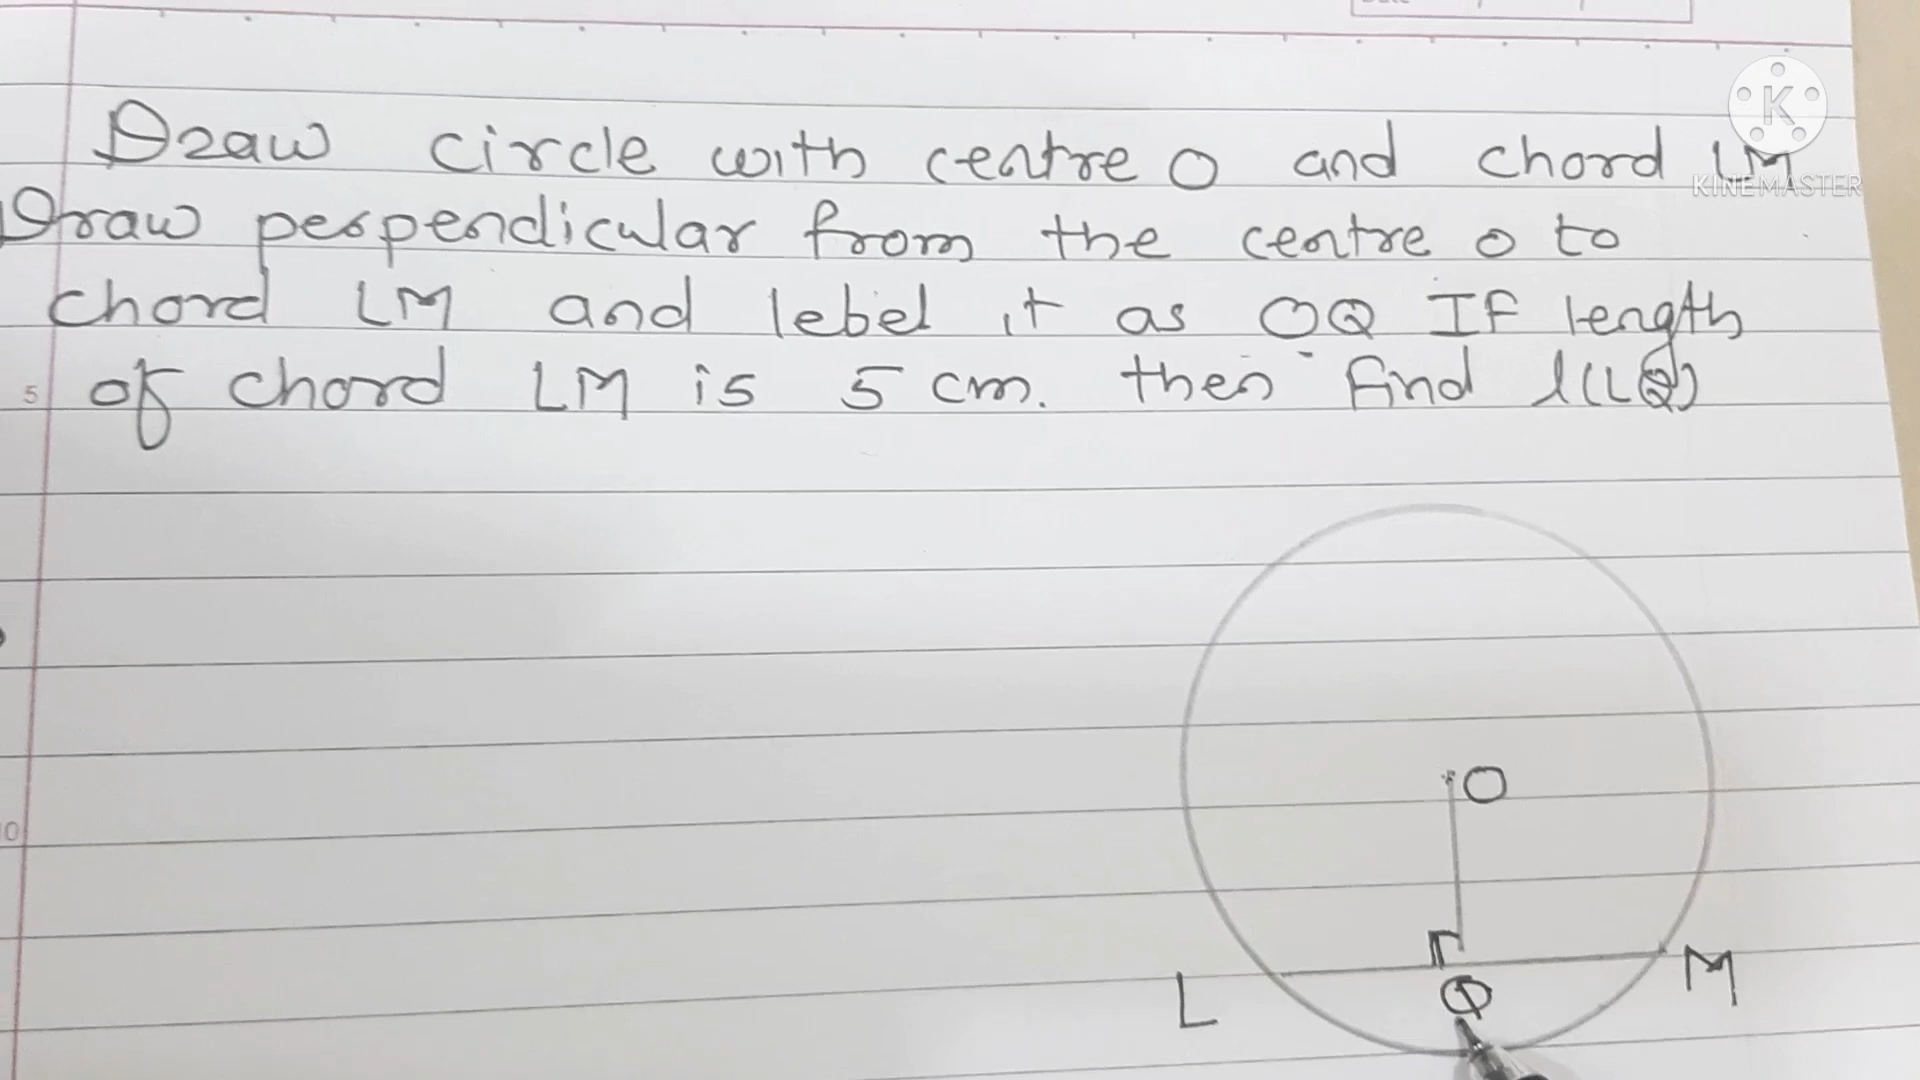 Draw circle with centre O and chord LM
KINEMASTER
Draw perpendicular from the centre O to
chord LM and lebel it as OQ If length
5 of chord LM is 5 cm. then find l(LQ)
O
L Q M